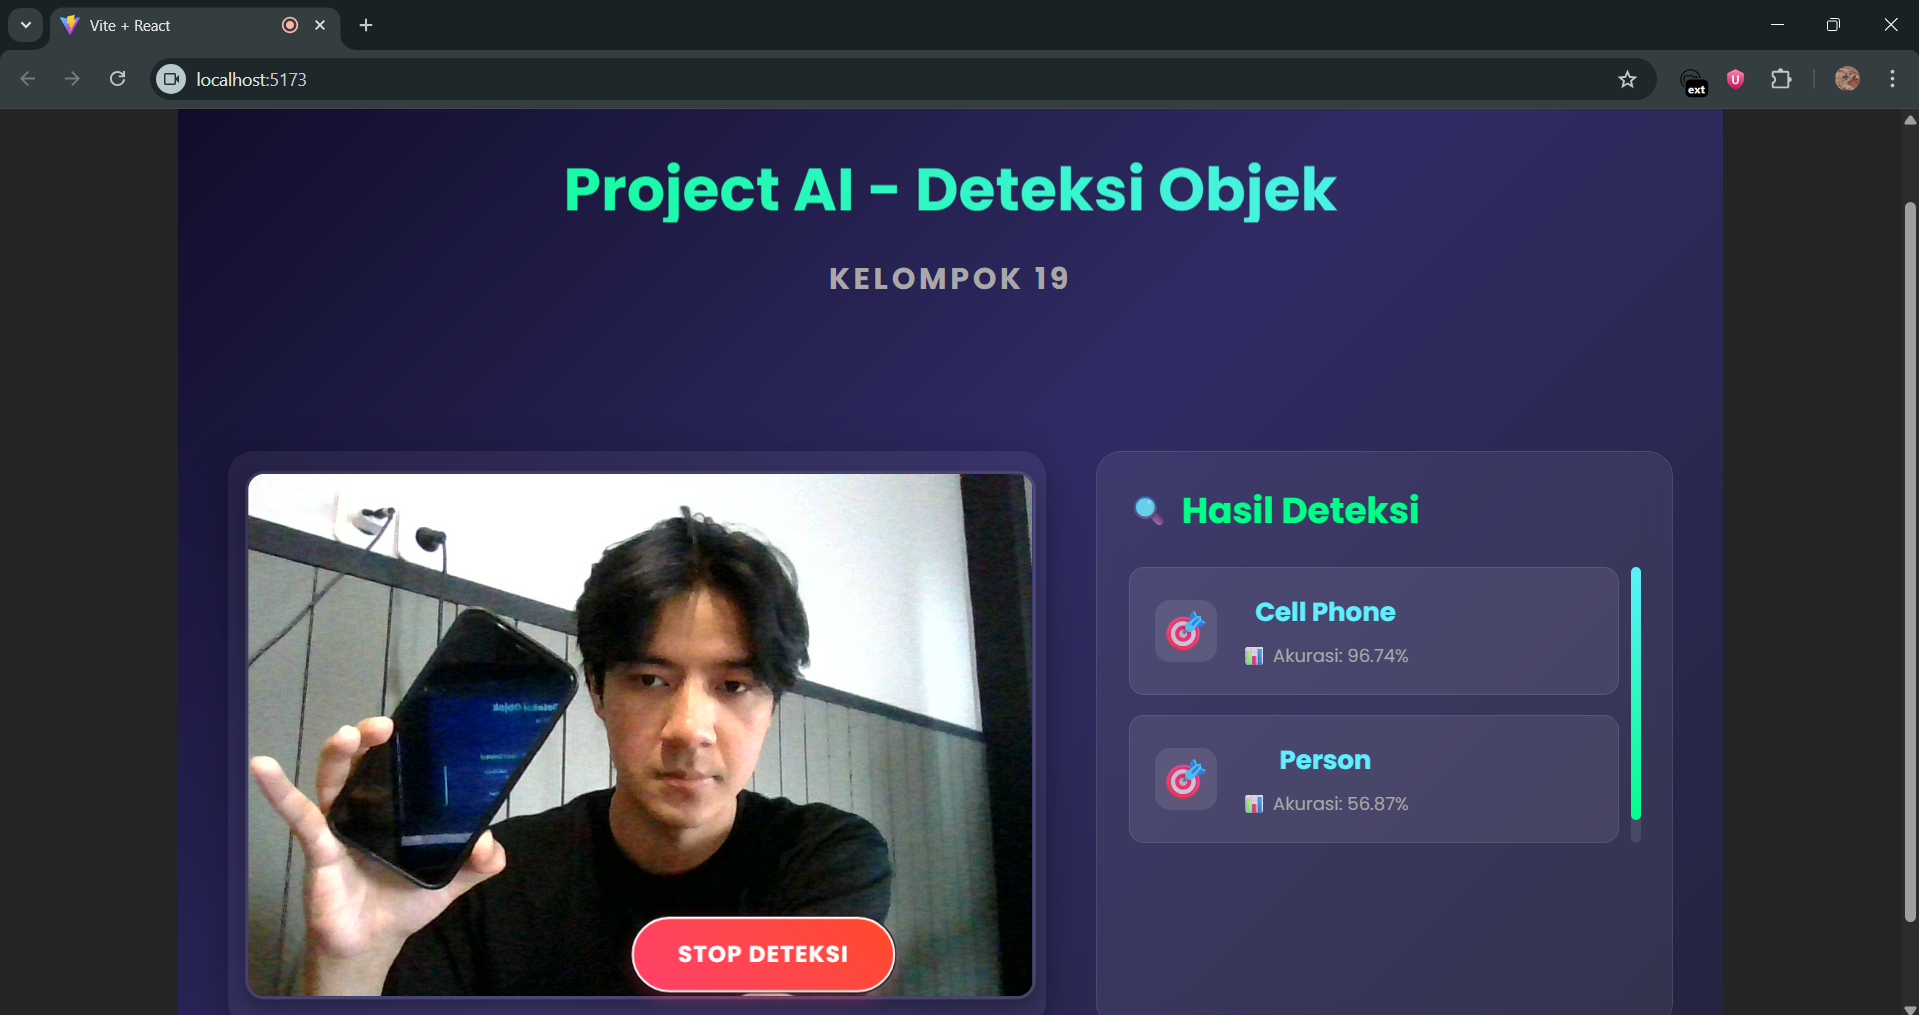 Vite + React
localhost:5173
ext
Project AI - Deteksi Objek
KELOMPOK 19
Hasil Deteksi
Cell Phone
Akurasi: 96.74%
Person
Akurasi: 56.87%
STOP DETEKSI